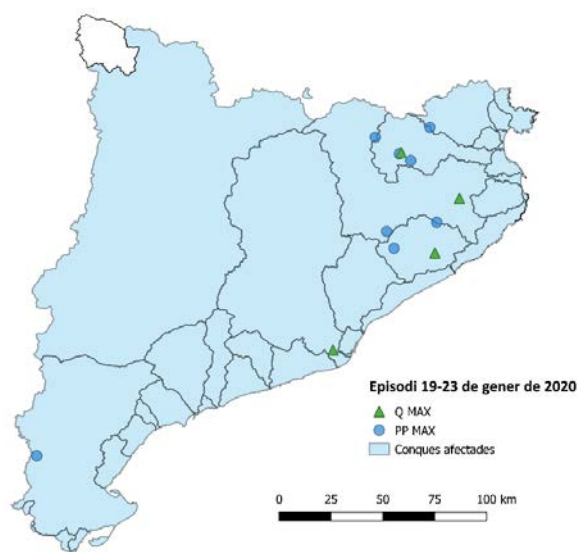 Episodi 19-23 de gener de 2020
Q MAX
PP MAX
Conques afectades
0 25 50 75 100 km